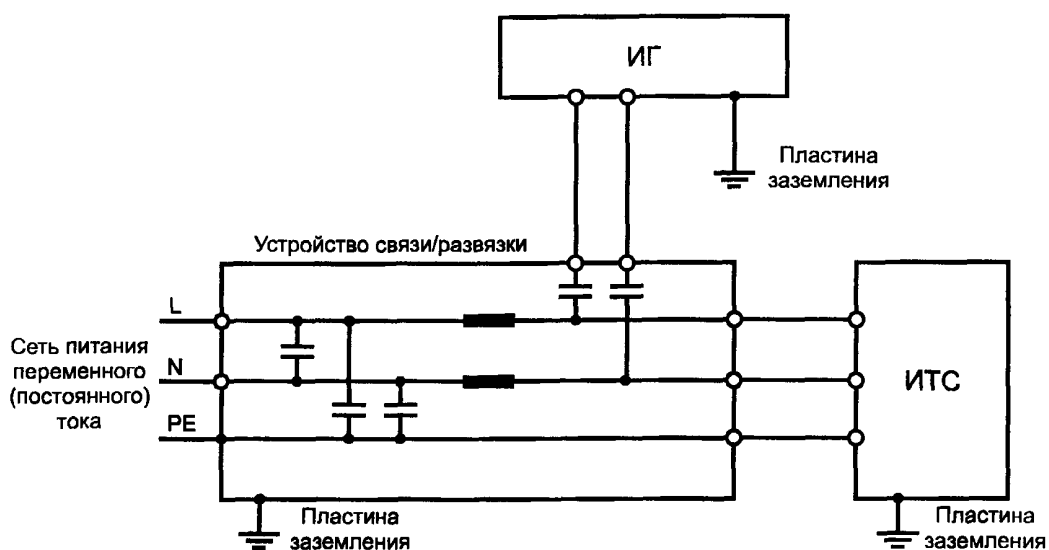 ИГ
Пластина
заземления
Устройство связи/развязки
L
Сеть питания
переменного
(постоянного)
тока
N
PE
ИТС
Пластина
заземления
Пластина
заземления